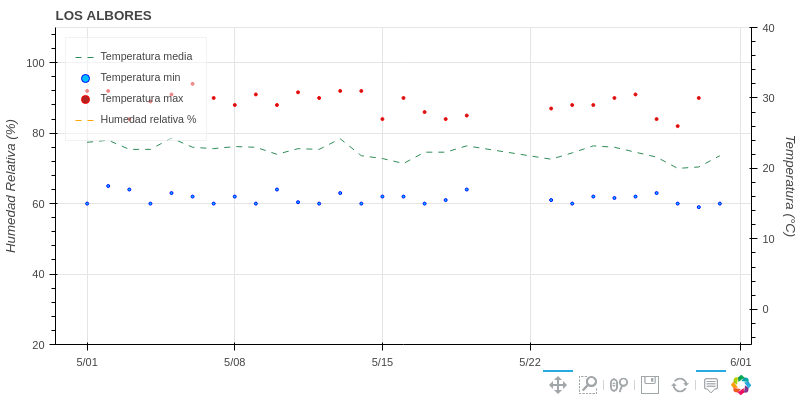 LOS ALBORES
Temperatura media
Temperatura min
Temperatura max
Humedad relativa %
Humedad Relativa (%)
100
80
60
40
20
Temperatura (°C)
40
30
20
10
0
5/01 5/08 5/15 5/22 6/01